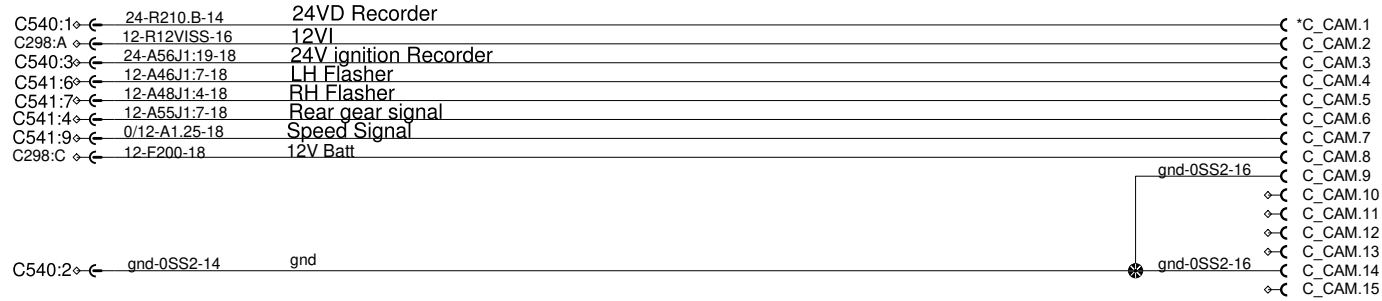 C540:1 24-R210.B-14 24VD Recorder *C_CAM.1
C298:A 12-R12VISS-16 12VI C_CAM.2
C540:3 24-A56J1:19-18 24V ignition Recorder C_CAM.3
C541:6 12-A46J1:7-18 LH Flasher C_CAM.4
C541:7 12-A48J1:4-18 RH Flasher C_CAM.5
C541:4 12-A55J1:7-18 Rear gear signal C_CAM.6
C541:9 0/12-A1.25-18 Speed Signal C_CAM.7
C298:C 12-F200-18 12V Batt C_CAM.8
gnd-0SS2-16 C_CAM.9
C_CAM.10
C_CAM.11
C_CAM.12
C_CAM.13
C540:2 gnd-0SS2-14 gnd gnd-0SS2-16 C_CAM.14
C_CAM.15